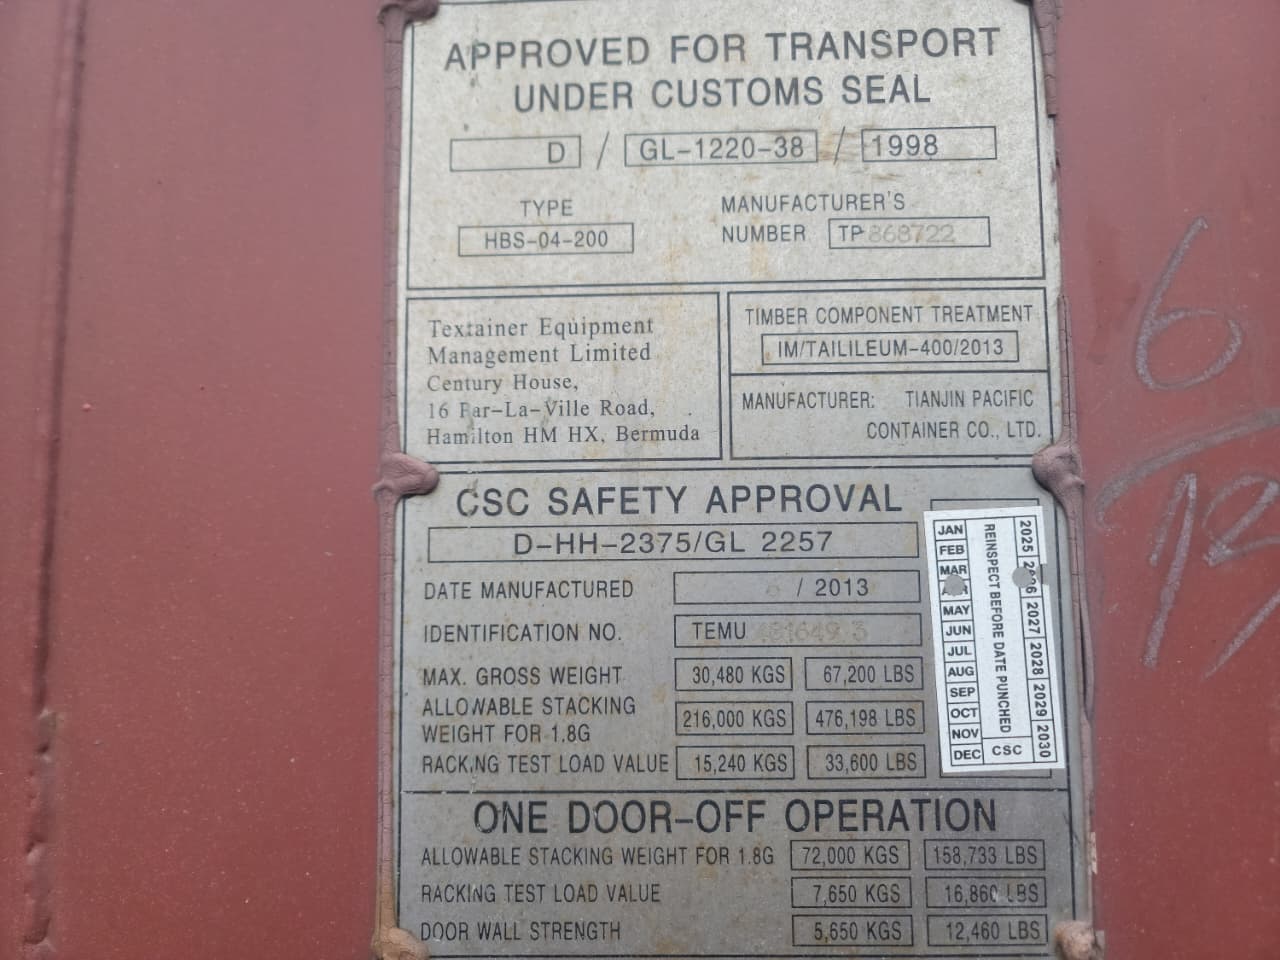 APPROVED FOR TRANSPORT
UNDER CUSTOMS SEAL
D / GL-1220-38 / 1998
TYPE
HBS-04-200
MANUFACTURER'S
NUMBER TP 868722
Textainer Equipment
Management Limited
Century House,
16 Par-La-Ville Road,
Hamilton HM HX, Bermuda
TIMBER COMPONENT TREATMENT
IM/TAILILEUM-400/2013
MANUFACTURER: TIANJIN PACIFIC
CONTAINER CO., LTD.
CSC SAFETY APPROVAL
D-HH-2375/GL 2257
DATE MANUFACTURED 6 / 2013
IDENTIFICATION NO. TEMU
MAX. GROSS WEIGHT 30,480 KGS 67,200 LBS
ALLOWABLE STACKING
WEIGHT FOR 1.8G 216,000 KGS 476,198 LBS
RACKING TEST LOAD VALUE 15,240 KGS 33,600 LBS
JAN
FEB
MAR
MAY
JUN
JUL
AUG
SEP
OCT
NOV
DEC
REINSPECT BEFORE DATE PUNCHED
CSC
2025 2026 2027 2028 2029 2030
ONE DOOR-OFF OPERATION
ALLOWABLE STACKING WEIGHT FOR 1.8G 72,000 KGS 158,733 LBS
RACKING TEST LOAD VALUE 7,650 KGS 16,860 LBS
DOOR WALL STRENGTH 5,650 KGS 12,460 LBS
6